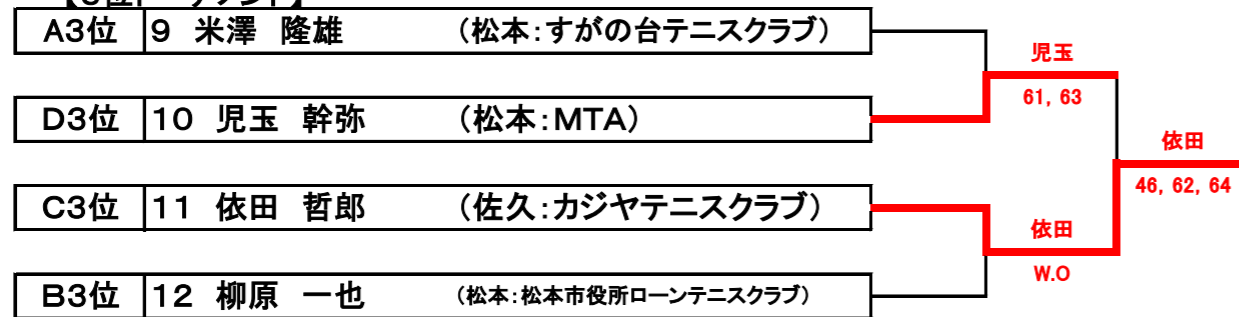 A3位 9 米澤 隆雄 (松本:すがの台テニスクラブ)
児玉
61, 63
D3位 10 児玉 幹弥 (松本:MTA)
依田
46, 62, 64
C3位 11 依田 哲郎 (佐久:カジヤテニスクラブ)
依田
W.O
B3位 12 柳原 一也 (松本:松本市役所ローンテニスクラブ)